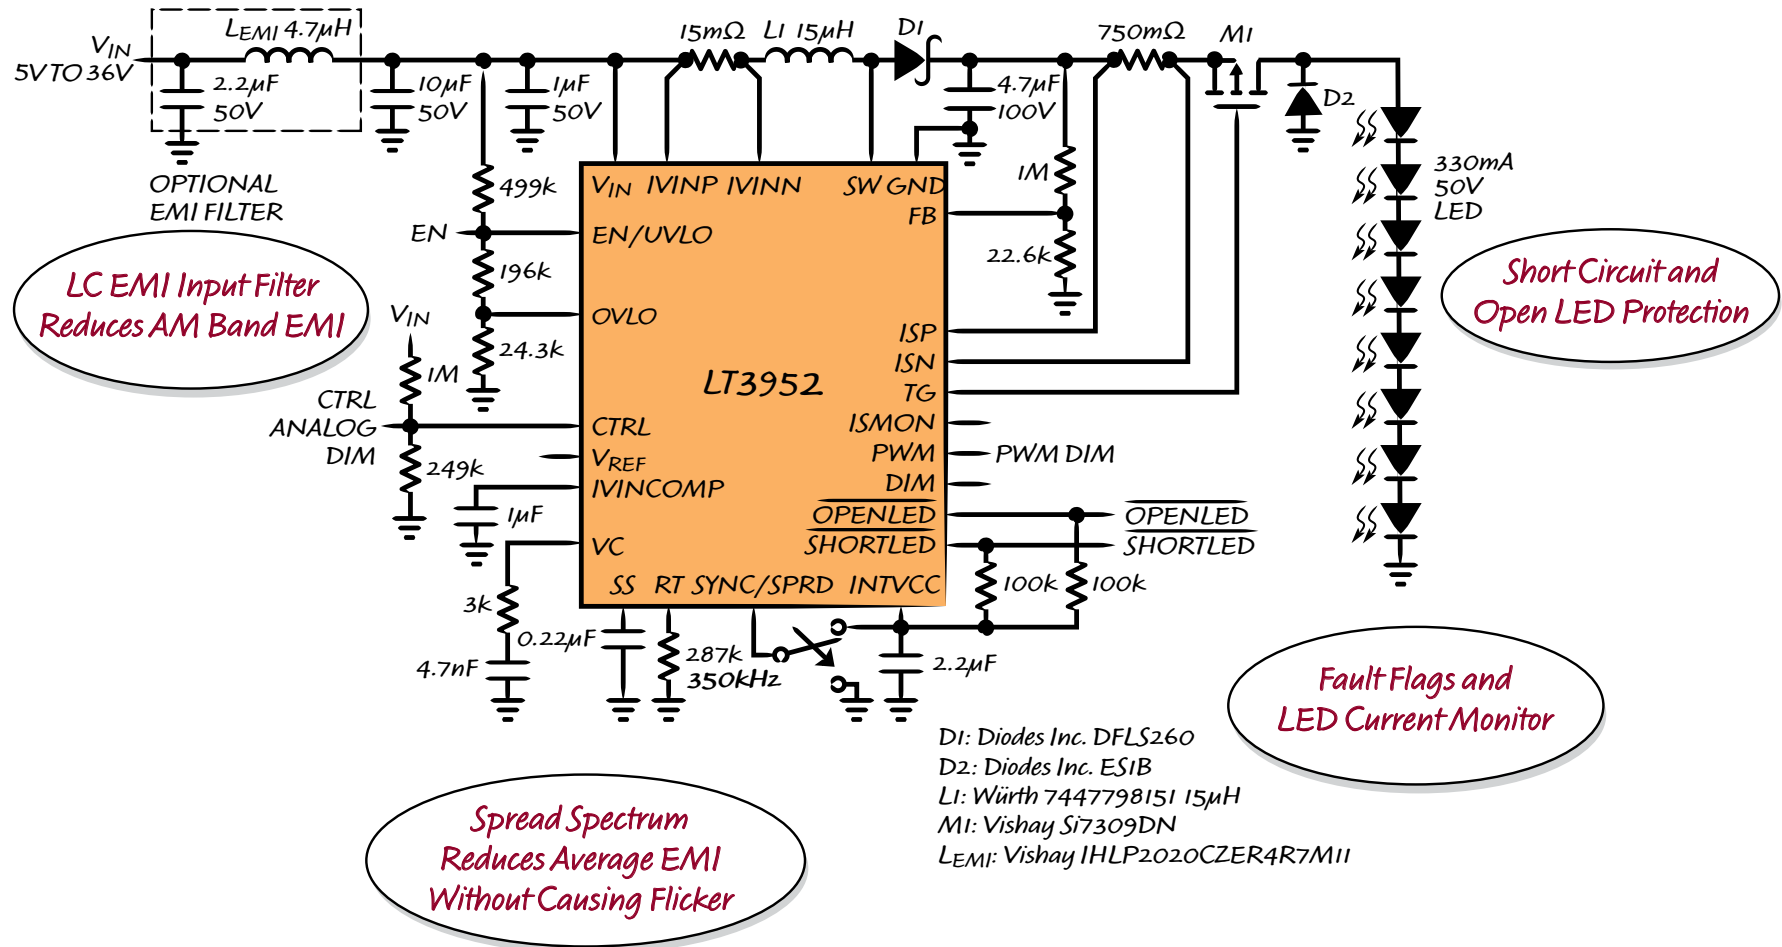 VIN
5V TO 36V
LEMI 4.7µH
2.2µF
50V
OPTIONAL
EMI FILTER
10µF
50V
1µF
50V
15mΩ
L1 15µH
D1
4.7µF
100V
750mΩ
M1
D2
330mA
50V
LED
499k
EN
196k
24.3k
VIN
1M
CTRL
ANALOG
DIM
249k
1µF
3k
4.7nF
0.22µF
287k
350kHz
2.2µF
100k
100k
1M
22.6k
VIN
IVINP
IVINN
SW
GND
EN/UVLO
OVLO
CTRL
VREF
IVINCOMP
VC
SS
RT
SYNC/SPRD
INTVCC
LT3952
FB
ISP
ISN
TG
ISMON
PWM
DIM
OPENLED
SHORTLED
PWM DIM
OPENLED
SHORTLED
LC EMI Input Filter
Reduces AM Band EMI
Short Circuit and
Open LED Protection
Fault Flags and
LED Current Monitor
Spread Spectrum
Reduces Average EMI
Without Causing Flicker
D1: Diodes Inc. DFLS260
D2: Diodes Inc. ES1B
L1: Würth 7447798151 15µH
M1: Vishay Si7309DN
LEMI: Vishay IHLP2020CZER4R7M11